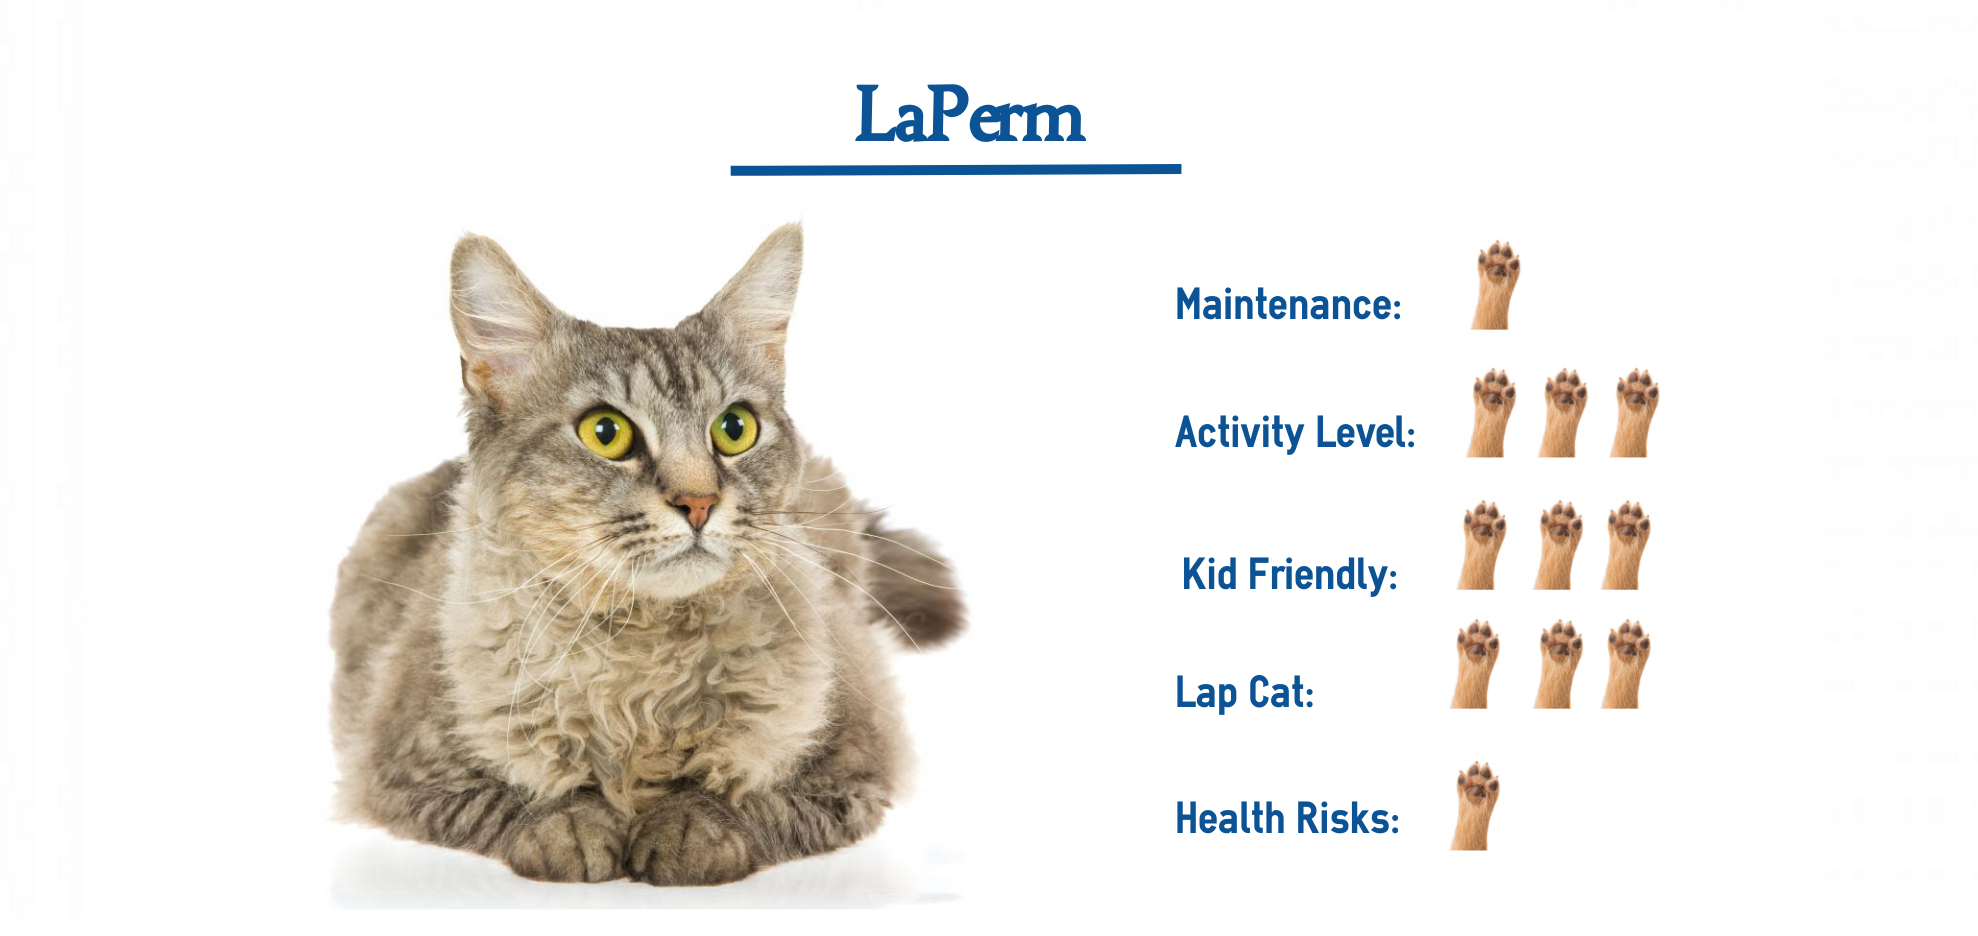 LaPerm
Maintenance:
Activity Level:
Kid Friendly:
Lap Cat:
Health Risks: